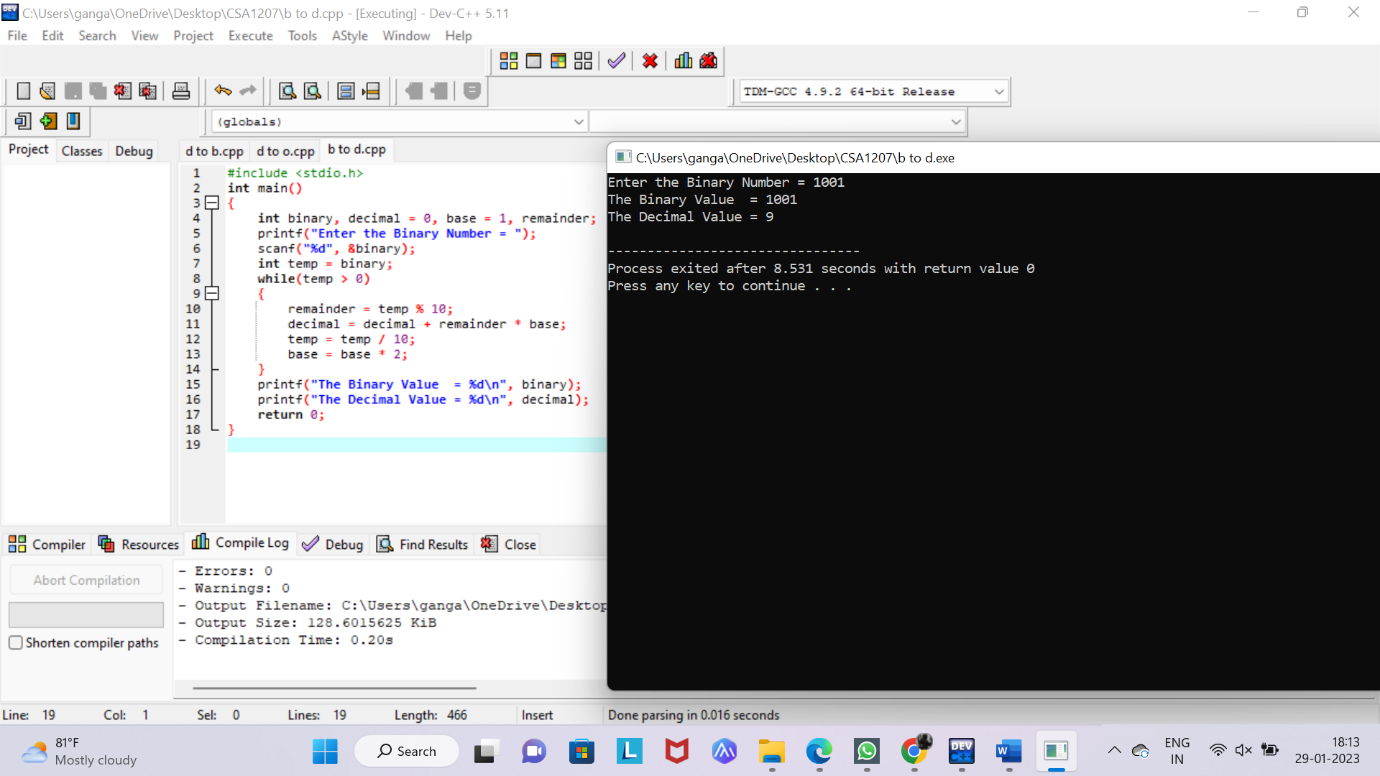 C:\Users\ganga\OneDrive\Desktop\CSA1207\b to d.cpp - [Executing] - Dev-C++ 5.11
File Edit Search View Project Execute Tools AStyle Window Help
TDM-GCC 4.9.2 64-bit Release
(globals)
Project Classes Debug
d to b.cpp d to o.cpp b to d.cpp
1 #include <stdio.h>
2 int main()
3 {
4 int binary, decimal = 0, base = 1, remainder;
5 printf("Enter the Binary Number = ");
6 scanf("%d", &binary);
7 int temp = binary;
8 while(temp > 0)
9 {
10 remainder = temp % 10;
11 decimal = decimal + remainder * base;
12 temp = temp / 10;
13 base = base * 2;
14 }
15 printf("The Binary Value  = %d\n", binary);
16 printf("The Decimal Value = %d\n", decimal);
17 return 0;
18 }
19
C:\Users\ganga\OneDrive\Desktop\CSA1207\b to d.exe
Enter the Binary Number = 1001
The Binary Value  = 1001
The Decimal Value = 9
--------------------------------
Process exited after 8.531 seconds with return value 0
Press any key to continue . . .
Compiler Resources Compile Log Debug Find Results Close
Abort Compilation
Shorten compiler paths
- Errors: 0
- Warnings: 0
- Output Filename: C:\Users\ganga\OneDrive\Desktop
- Output Size: 128.6015625 KiB
- Compilation Time: 0.20s
Line: 19 Col: 1 Sel: 0 Lines: 19 Length: 466 Insert Done parsing in 0.016 seconds
81°F
Mostly cloudy
Search
DEV
ENG
IN
18:13
29-01-2023